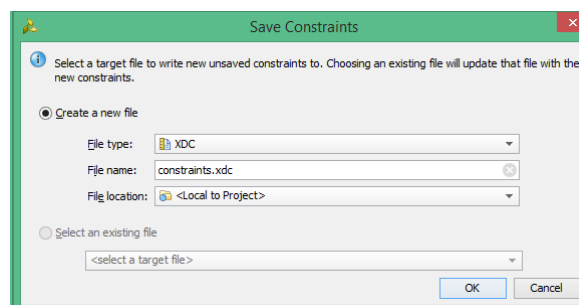 Save Constraints
Select a target file to write new unsaved constraints to. Choosing an existing file will update that file with the
new constraints.
Create a new file
File type: XDC
File name: constraints.xdc
File location: <Local to Project>
Select an existing file
<select a target file>
OK Cancel